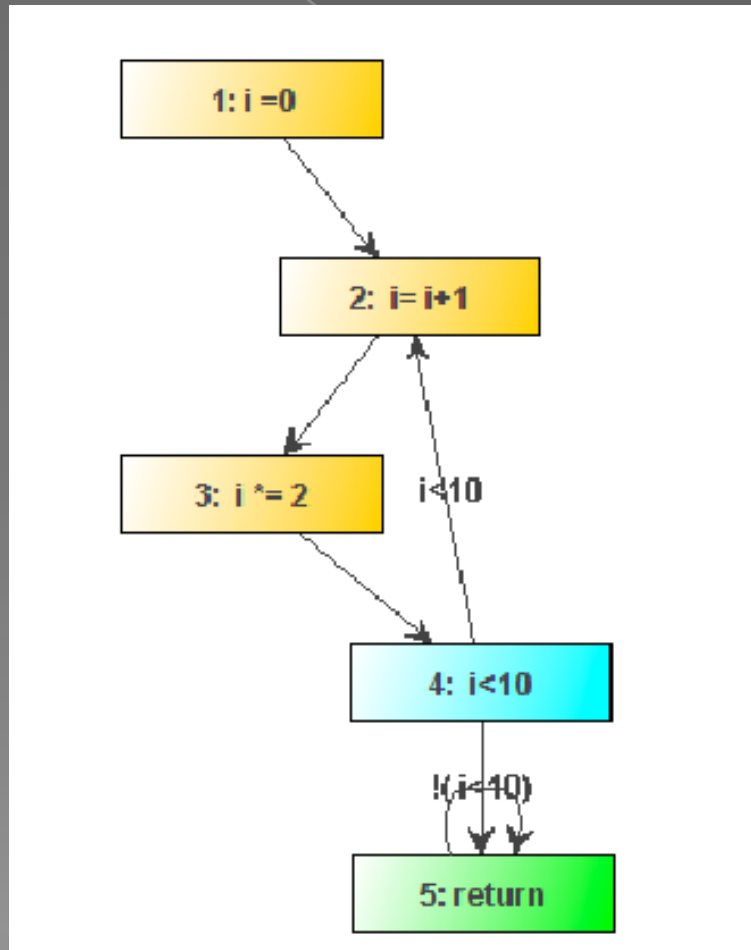 1: i =0
2: i= i+1
3: i *= 2
i<10
4: i<10
!( i<10)
5: return